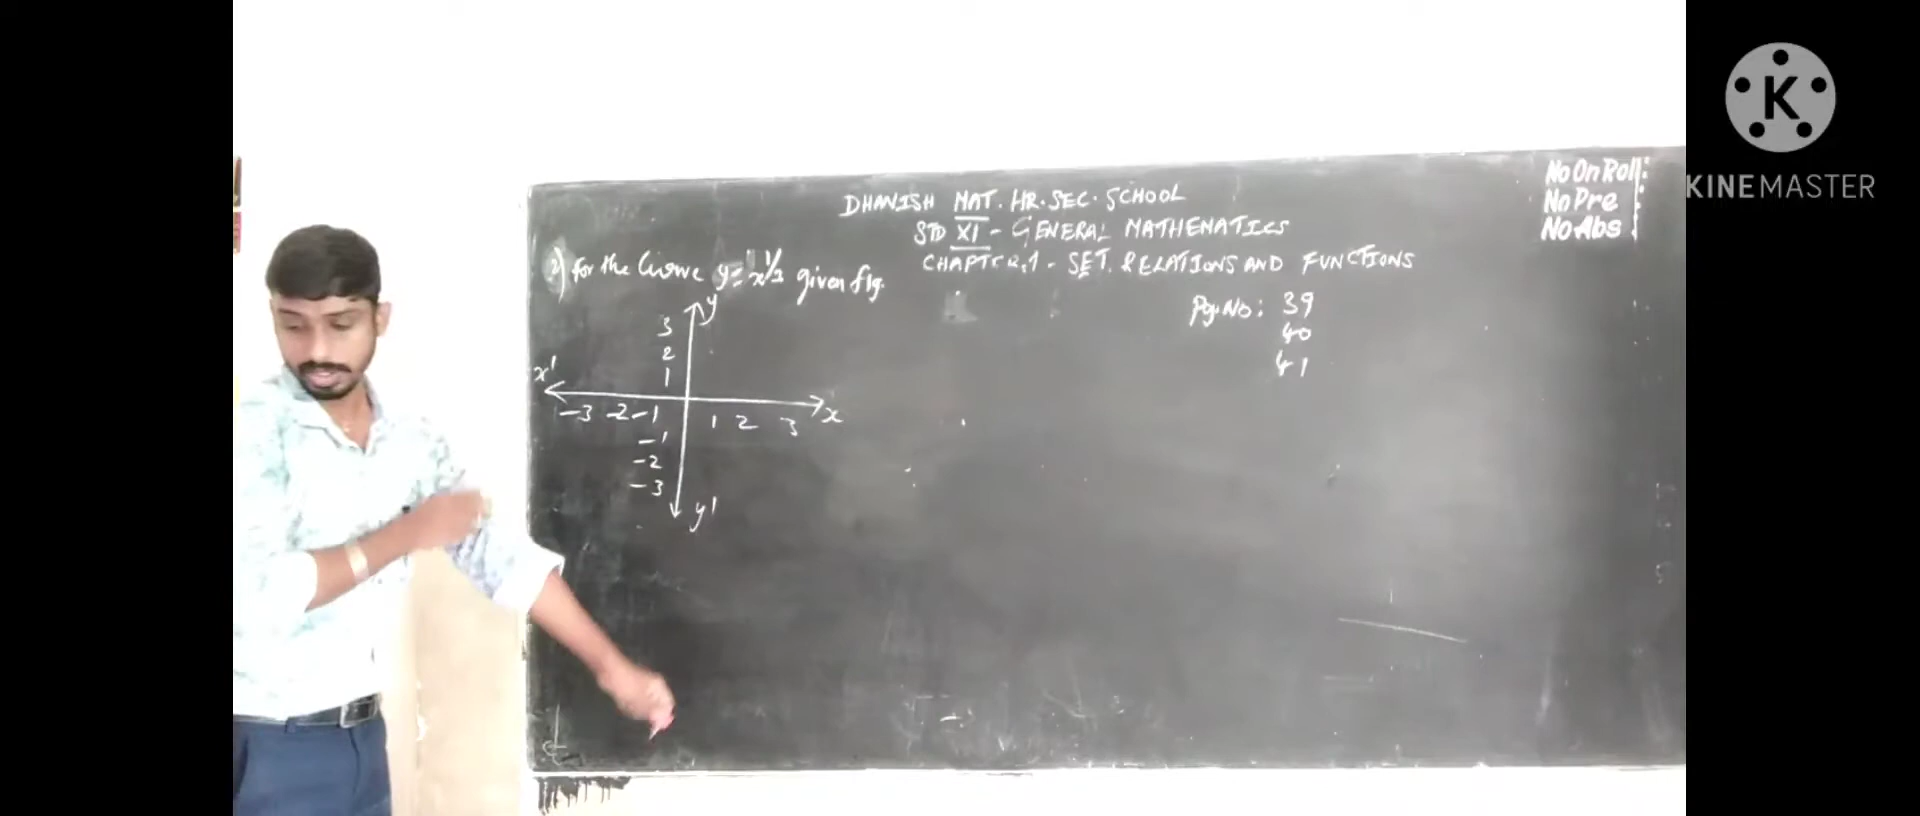 DHANISH MAT. HR. SEC. SCHOOL
STD XI - GENERAL MATHEMATICS
CHAPTER.1 - SET. RELATIONS AND FUNCTIONS
No On Roll:
No Pre :
No Abs :
2) for the Curve y = x^1/3 given fig.
Pg. No: 39
40
41
y
3
2
1
x'
x
-3 -2 -1 1 2 3
-1
-2
-3
y'
K
KINEMASTER